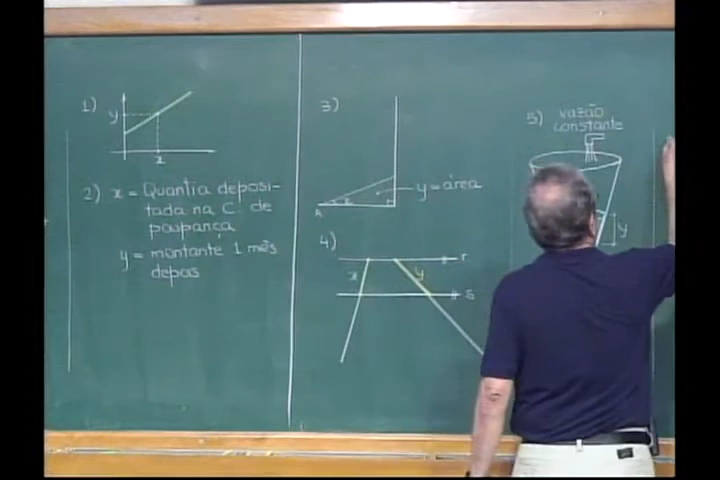 1)
y
x
2) x = Quantia deposi-
tada na C. de
poupança
y = montante 1 mês
depois
3)
x
y = área
A
4)
r
x
y
s
5) vazão
constante
y